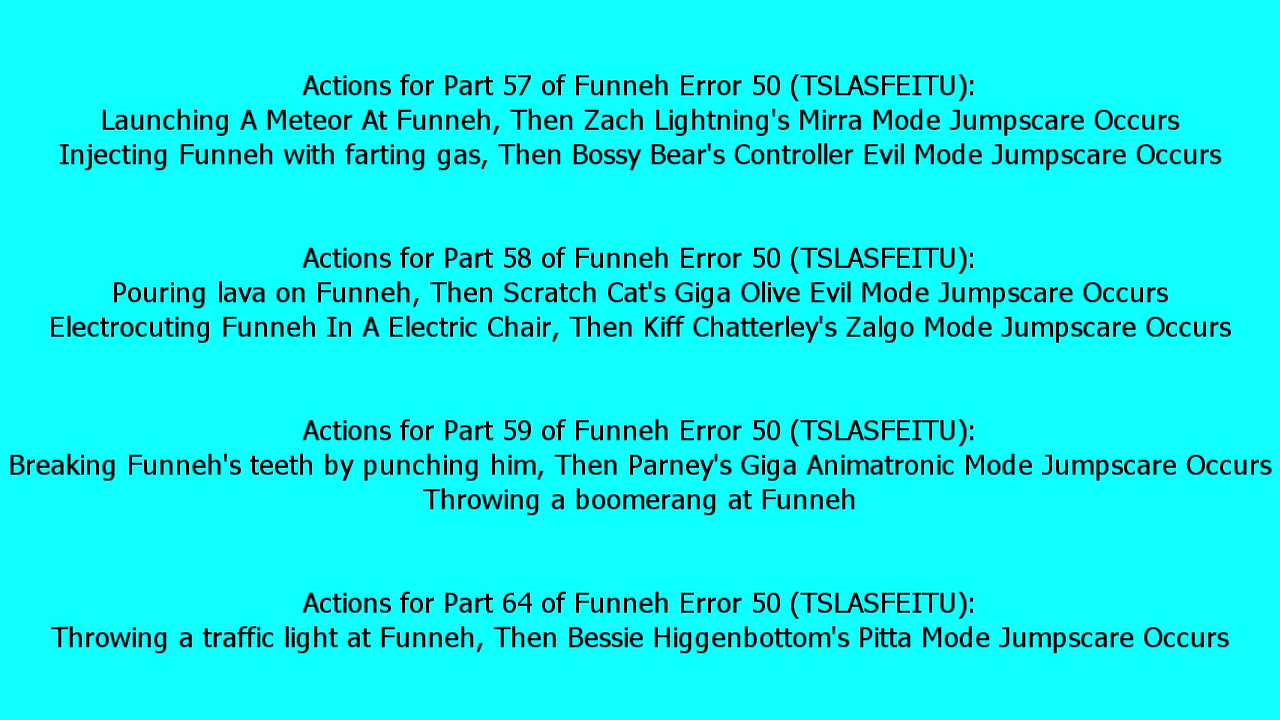 Actions for Part 57 of Funneh Error 50 (TSLASFEITU):
Launching A Meteor At Funneh, Then Zach Lightning's Mirra Mode Jumpscare Occurs
Injecting Funneh with farting gas, Then Bossy Bear's Controller Evil Mode Jumpscare Occurs
Actions for Part 58 of Funneh Error 50 (TSLASFEITU):
Pouring lava on Funneh, Then Scratch Cat's Giga Olive Evil Mode Jumpscare Occurs
Electrocuting Funneh In A Electric Chair, Then Kiff Chatterley's Zalgo Mode Jumpscare Occurs
Actions for Part 59 of Funneh Error 50 (TSLASFEITU):
Breaking Funneh's teeth by punching him, Then Parney's Giga Animatronic Mode Jumpscare Occurs
Throwing a boomerang at Funneh
Actions for Part 64 of Funneh Error 50 (TSLASFEITU):
Throwing a traffic light at Funneh, Then Bessie Higgenbottom's Pitta Mode Jumpscare Occurs